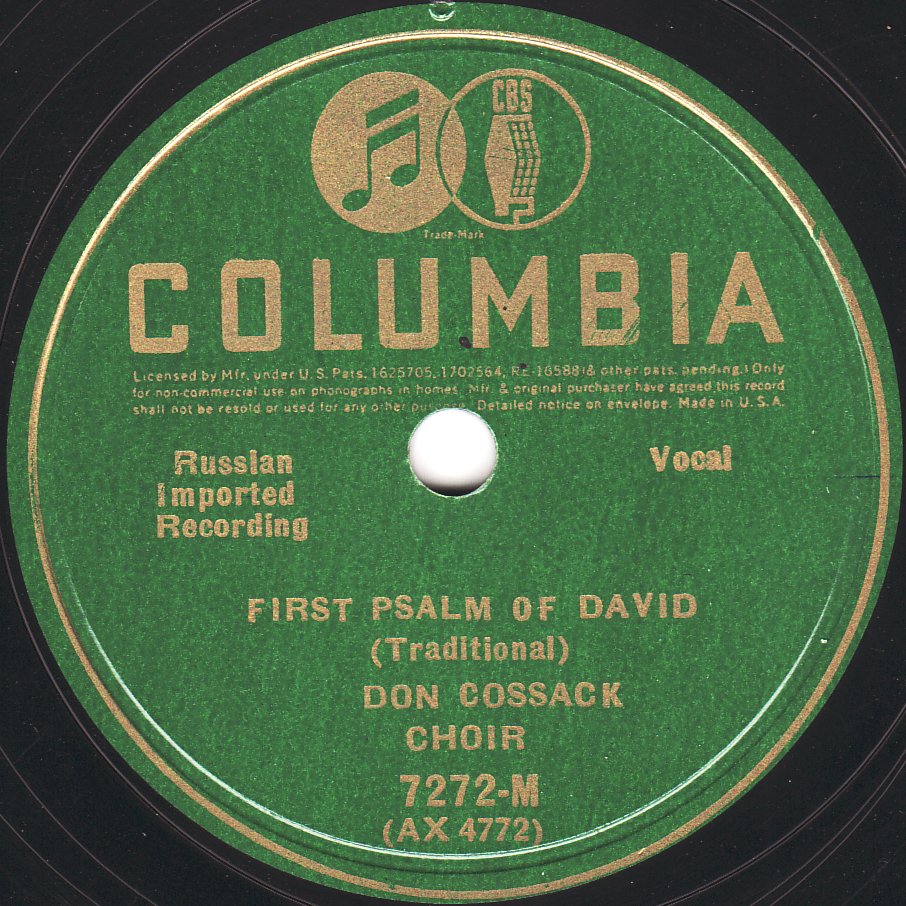 CBS
Trade-Mark
COLUMBIA
Licensed by Mfr. under U.S. Pats. 1625705, 1702564, RE-16588 & other pats. pending. Only
for non-commercial use on phonographs in homes. Mfr. & original purchaser have agreed this record
shall not be resold or used for any other purpose. Detailed notice on envelope. Made in U.S.A.
Russian
Imported
Recording
Vocal
FIRST PSALM OF DAVID
(Traditional)
DON COSSACK
CHOIR
7272-M
(AX 4772)